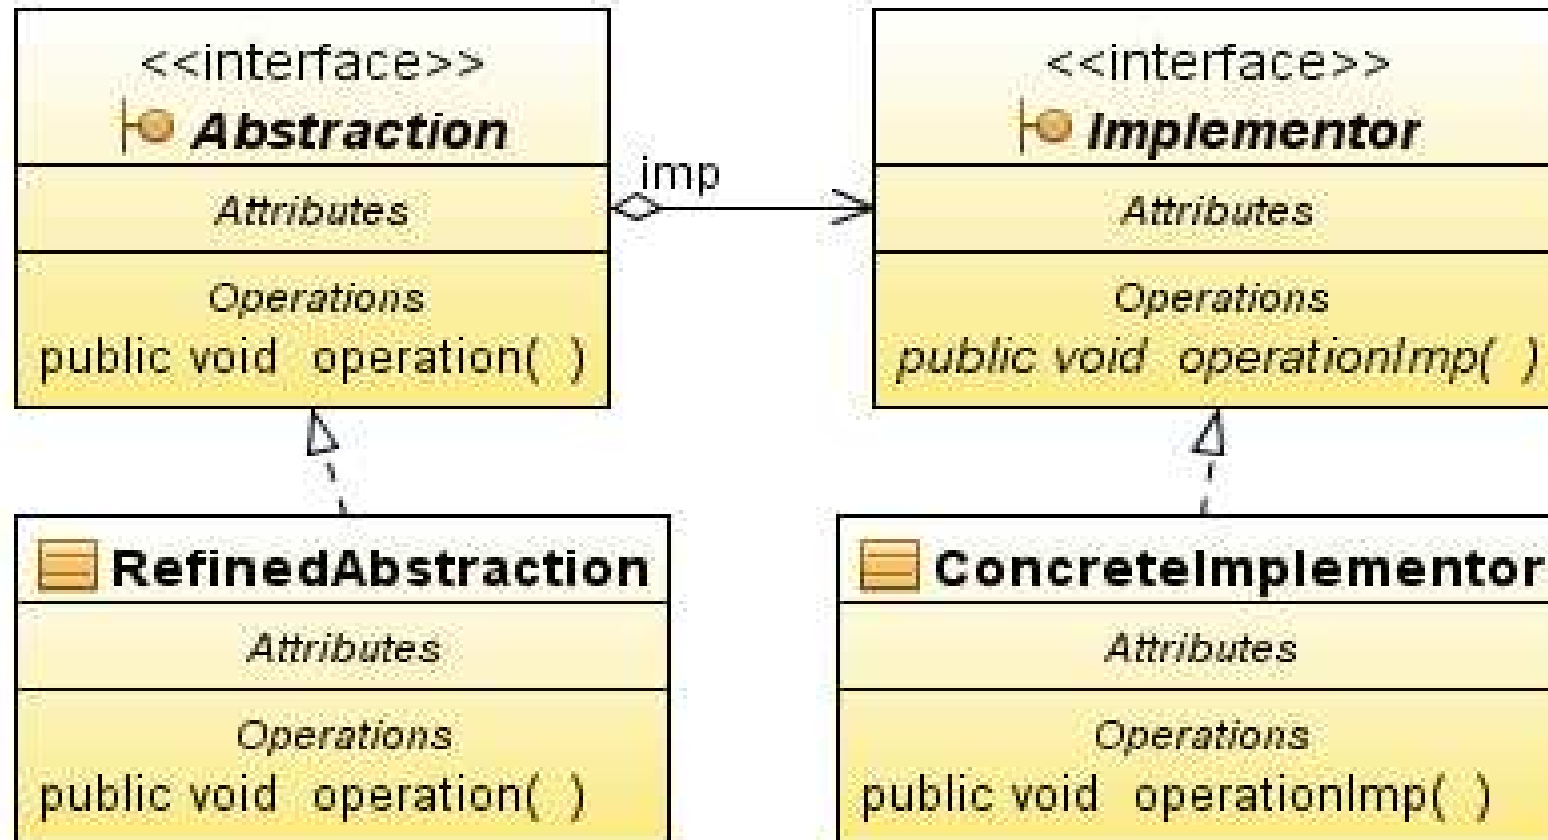 <<interface>>
Abstraction
Attributes
Operations
public void operation( )
imp
<<interface>>
Implementor
Attributes
Operations
public void operationImp( )
RefinedAbstraction
Attributes
Operations
public void operation( )
ConcreteImplementor
Attributes
Operations
public void operationImp( )